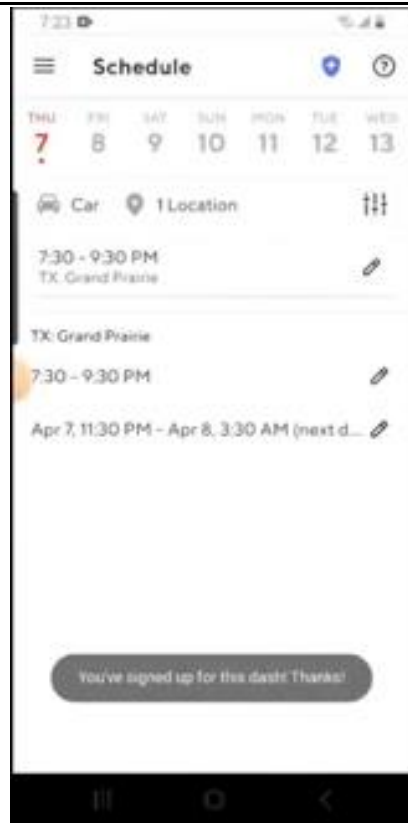 7:23
Schedule
THU FRI SAT SUN MON TUE WED
7 8 9 10 11 12 13
Car 1 Location
7:30 - 9:30 PM
TX: Grand Prairie
TX: Grand Prairie
7:30 - 9:30 PM
Apr 7, 11:30 PM - Apr 8, 3:30 AM (next d...
You've signed up for this dash! Thanks!